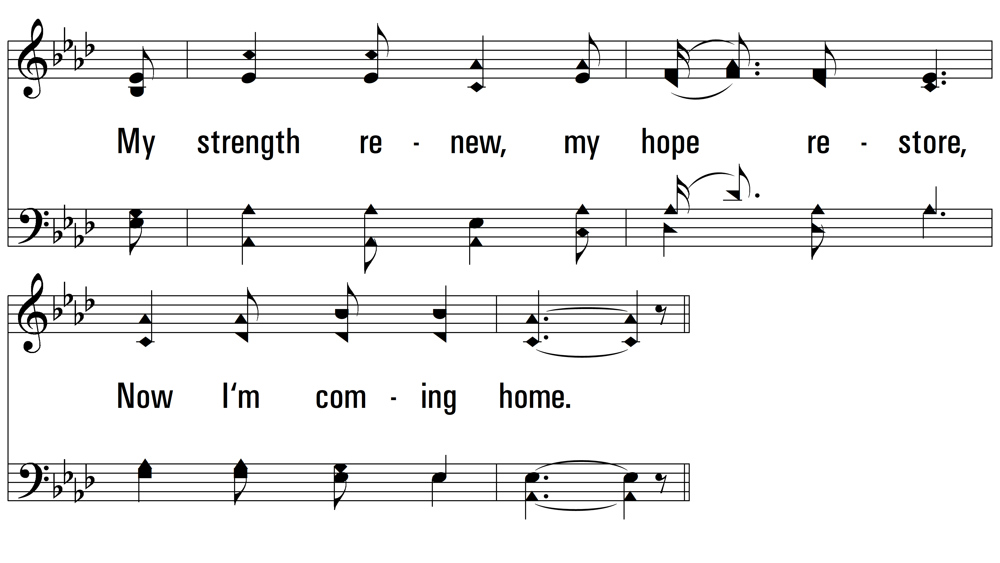 My strength re - new, my hope re - store,
Now I‘m com - ing home.